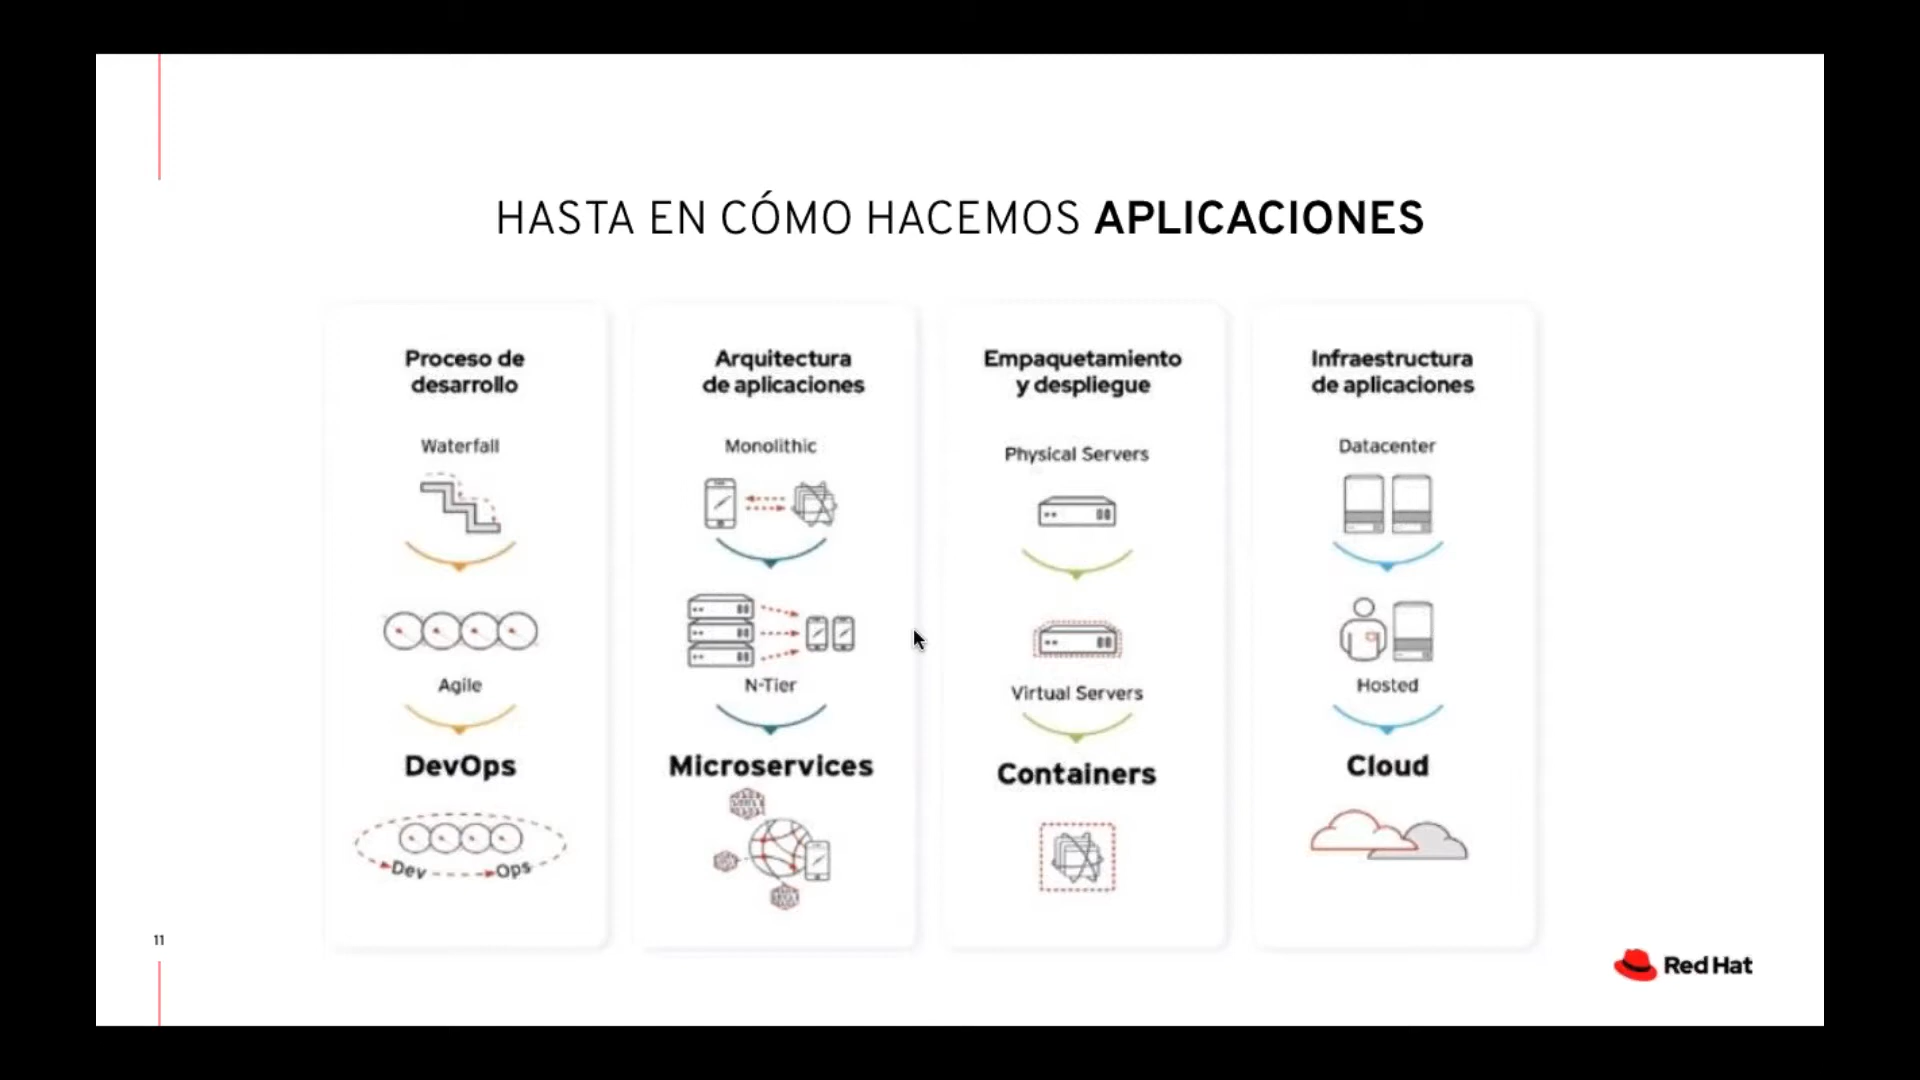 HASTA EN CÓMO HACEMOS APLICACIONES
Proceso de
desarrollo
Waterfall
Agile
DevOps
Dev
Ops
Arquitectura
de aplicaciones
Monolithic
N-Tier
Microservices
Empaquetamiento
y despliegue
Physical Servers
Virtual Servers
Containers
Infraestructura
de aplicaciones
Datacenter
Hosted
Cloud
11
Red Hat